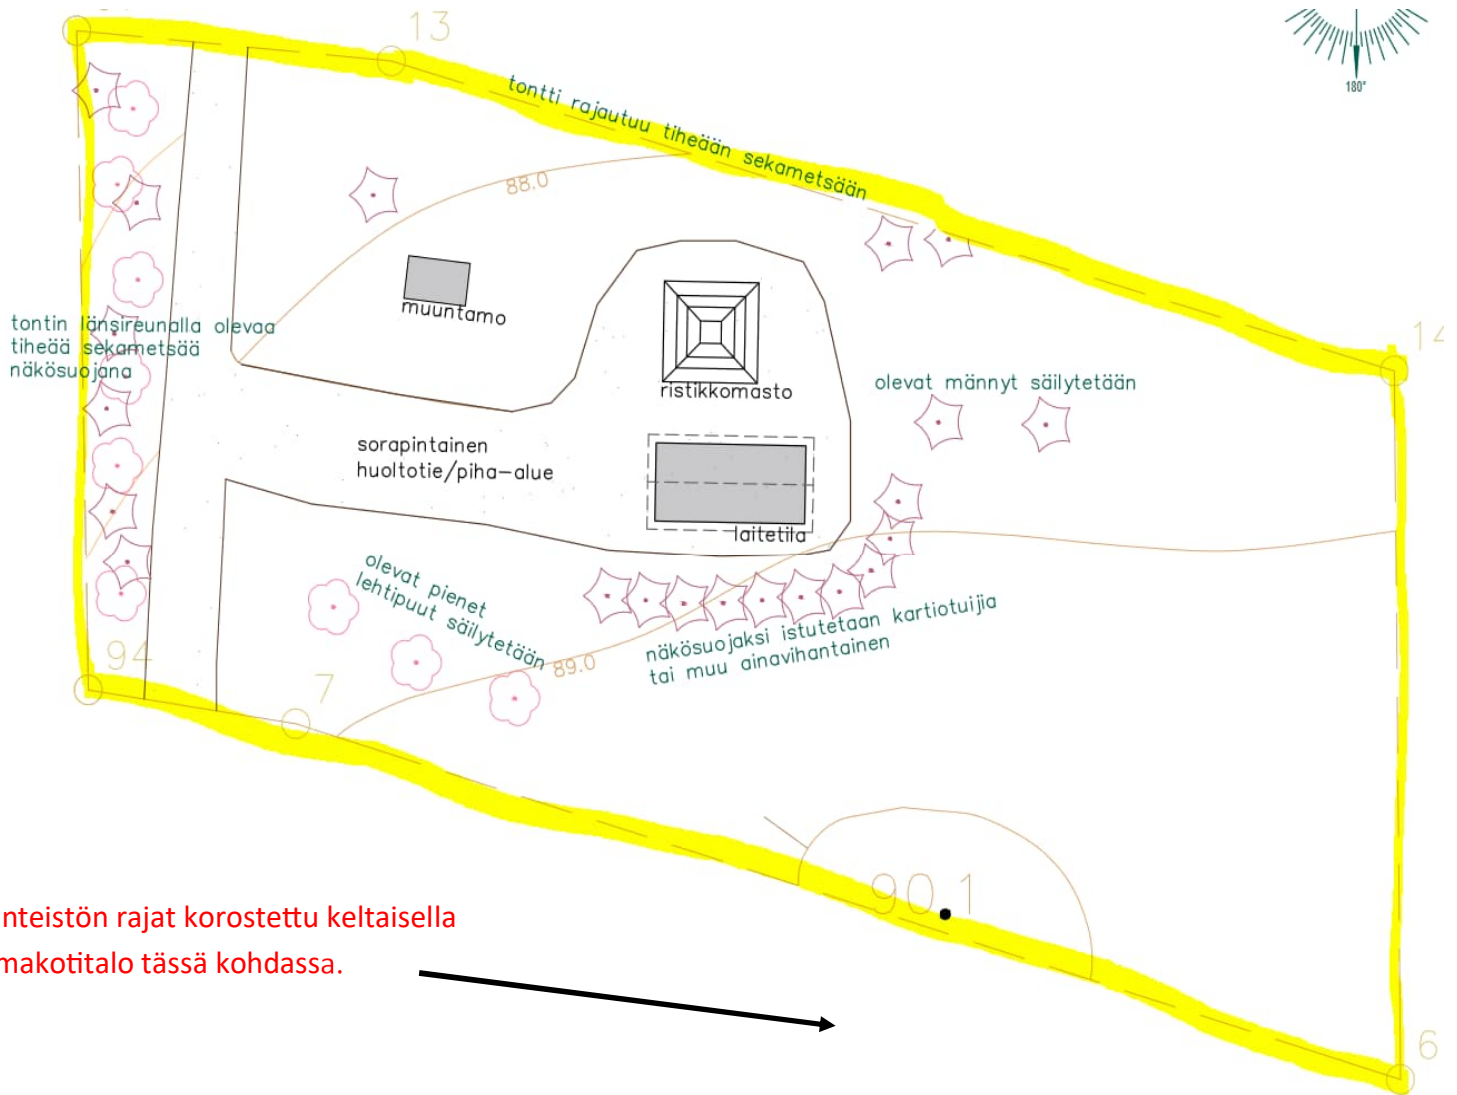 13
180°
tontti rajautuu tiheään sekametsään
88.0
muuntamo
tontin länsireunalla olevaa
tiheää sekametsää
näkösuojana
14
ristikkomasto
olevat männyt säilytetään
sorapintainen
huoltotie/piha-alue
laitetila
olevat pienet
lehtipuut säilytetään
näkösuojaksi istutetaan kartiotuijia
tai muu ainavihantainen
89.0
94
7
90.1
nteistön rajat korostettu keltaisella
makotitalo tässä kohdassa.
6